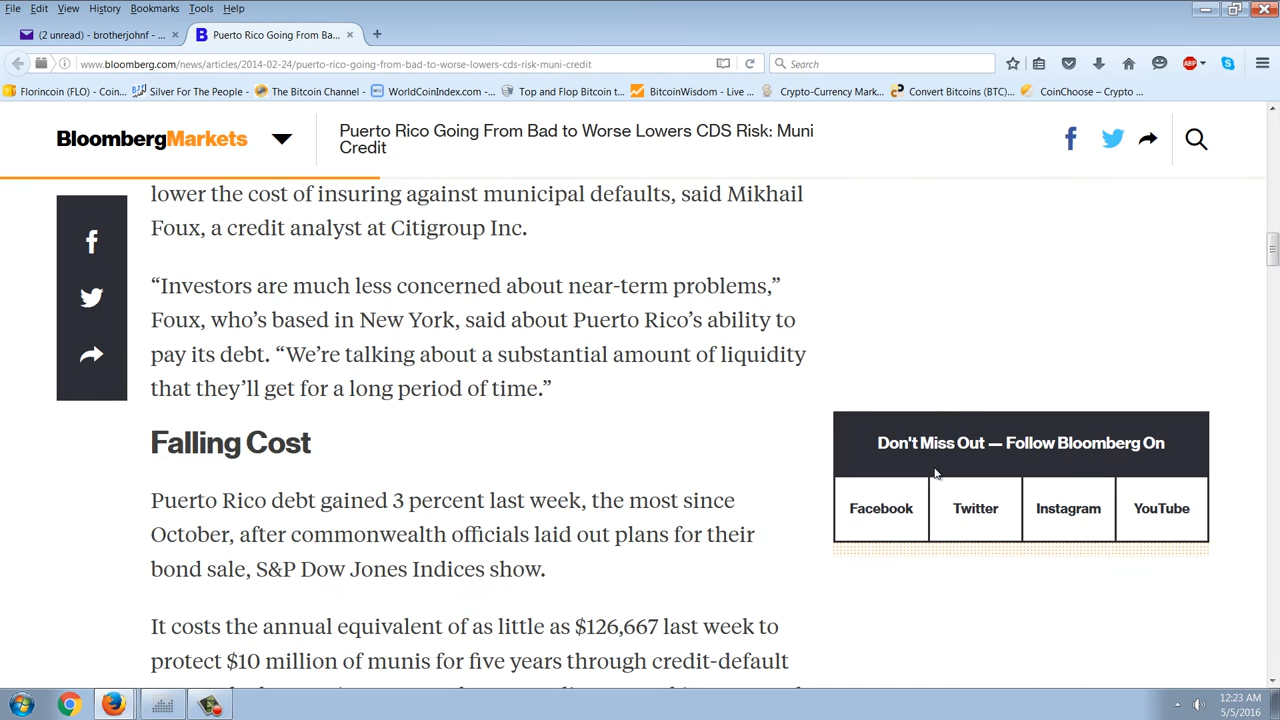 File Edit View History Bookmarks Tools Help
(2 unread) - brotherjohnf - ... × Puerto Rico Going From Ba... × +
www.bloomberg.com/news/articles/2014-02-24/puerto-rico-going-from-bad-to-worse-lowers-cds-risk-muni-credit Search ABP
Florincoin (FLO) - Coin... Silver For The People - ... The Bitcoin Channel - ... WorldCoinIndex.com -... Top and Flop Bitcoin t... BitcoinWisdom - Live ... Crypto-Currency Mark... Convert Bitcoins (BTC)... CoinChoose – Crypto ...
BloombergMarkets
Puerto Rico Going From Bad to Worse Lowers CDS Risk: Muni
Credit
lower the cost of insuring against municipal defaults, said Mikhail
Foux, a credit analyst at Citigroup Inc.
“Investors are much less concerned about near-term problems,”
Foux, who’s based in New York, said about Puerto Rico’s ability to
pay its debt. “We’re talking about a substantial amount of liquidity
that they’ll get for a long period of time.”
Falling Cost
Puerto Rico debt gained 3 percent last week, the most since
October, after commonwealth officials laid out plans for their
bond sale, S&P Dow Jones Indices show.
It costs the annual equivalent of as little as $126,667 last week to
protect $10 million of munis for five years through credit-default
Don't Miss Out — Follow Bloomberg On
Facebook Twitter Instagram YouTube
12:23 AM
5/5/2016